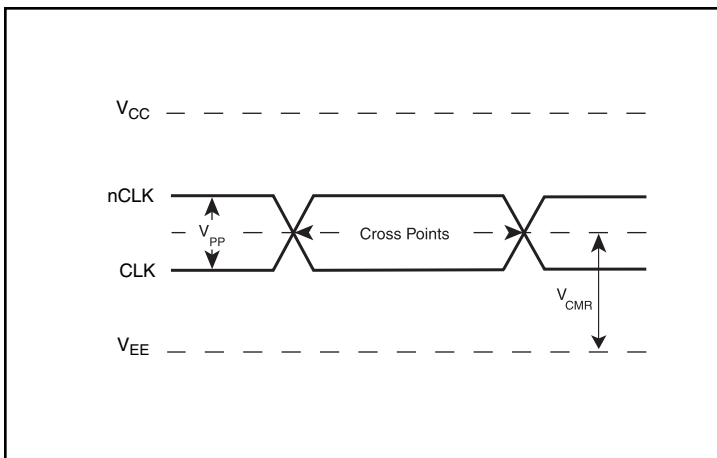 VCC
nCLK
VPP
Cross Points
CLK
VCMR
VEE